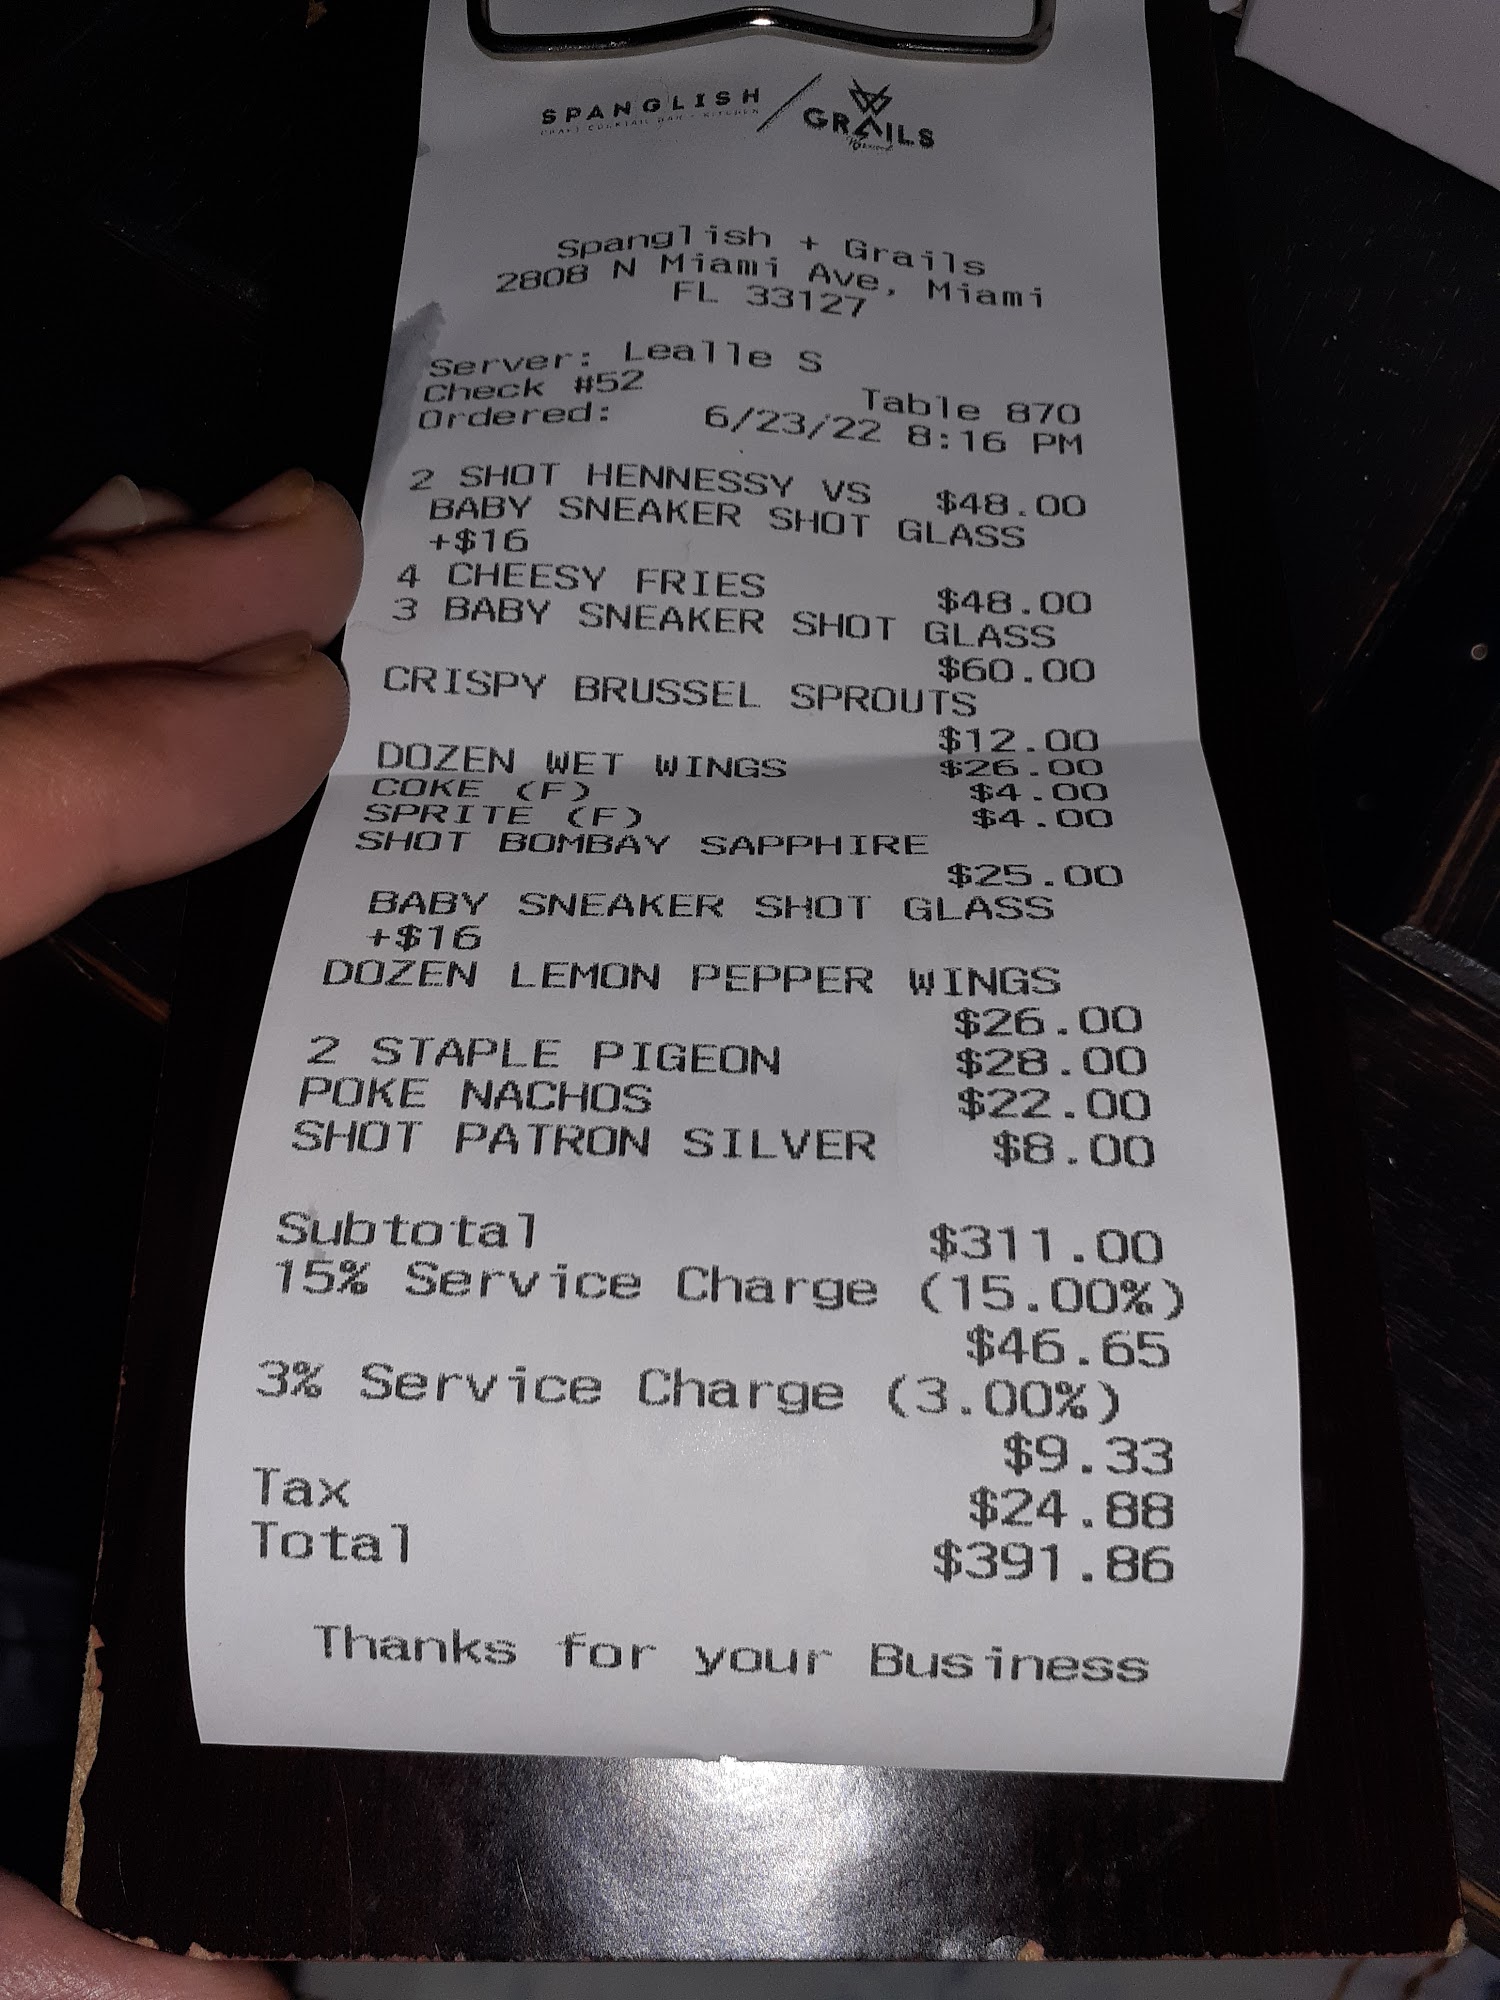 SPANGLISH / GRAILS
CRAFT COCKTAIL BAR + KITCHEN
Spanglish + Grails
2808 N Miami Ave, Miami
FL 33127
Server: Lealle S
Check #52 Table 870
Ordered: 6/23/22 8:16 PM
2 SHOT HENNESSY VS $48.00
BABY SNEAKER SHOT GLASS
+$16
4 CHEESY FRIES $48.00
3 BABY SNEAKER SHOT GLASS
$60.00
CRISPY BRUSSEL SPROUTS
$12.00
DOZEN WET WINGS $26.00
COKE (F) $4.00
SPRITE (F) $4.00
SHOT BOMBAY SAPPHIRE
$25.00
BABY SNEAKER SHOT GLASS
+$16
DOZEN LEMON PEPPER WINGS
$26.00
2 STAPLE PIGEON $28.00
POKE NACHOS $22.00
SHOT PATRON SILVER $8.00
Subtotal $311.00
15% Service Charge (15.00%)
$46.65
3% Service Charge (3.00%)
$9.33
Tax $24.88
Total $391.86
Thanks for your Business